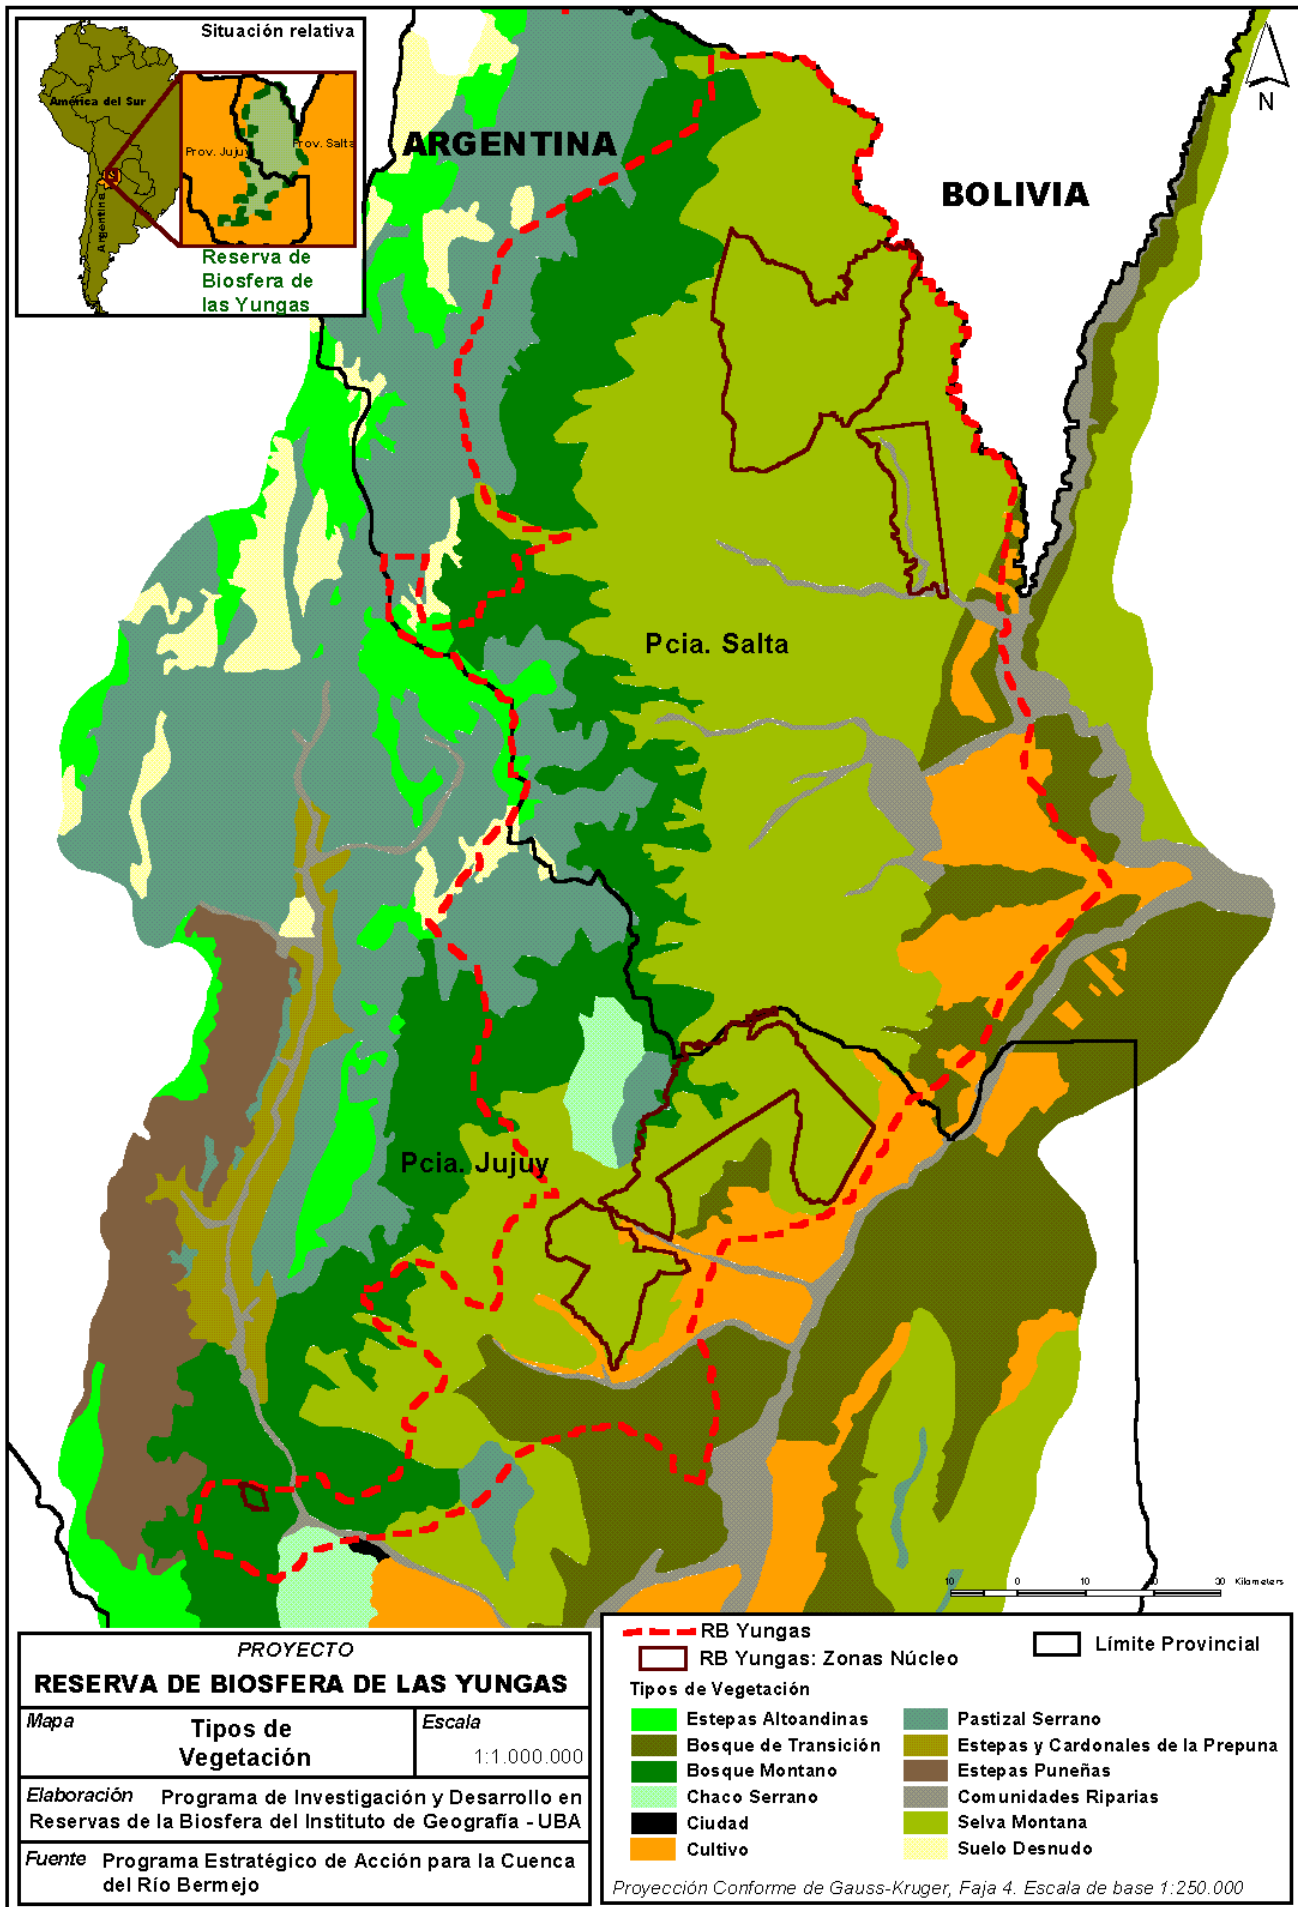 Situación relativa
América del Sur
Argentina
Prov. Jujuy
Prov. Salta
Reserva de
Biosfera de
las Yungas
ARGENTINA
BOLIVIA
N
Pcia. Salta
Pcia. Jujuy
10 0 10 20 30 Kilometers
PROYECTO
RESERVA DE BIOSFERA DE LAS YUNGAS
Mapa
Tipos de
Vegetación
Escala
1:1.000.000
Elaboración Programa de Investigación y Desarrollo en
Reservas de la Biosfera del Instituto de Geografía - UBA
Fuente Programa Estratégico de Acción para la Cuenca
del Río Bermejo
RB Yungas
RB Yungas: Zonas Núcleo
Límite Provincial
Tipos de Vegetación
Estepas Altoandinas
Bosque de Transición
Bosque Montano
Chaco Serrano
Ciudad
Cultivo
Pastizal Serrano
Estepas y Cardonales de la Prepuna
Estepas Puneñas
Comunidades Riparias
Selva Montana
Suelo Desnudo
Proyección Conforme de Gauss-Kruger, Faja 4. Escala de base 1:250.000